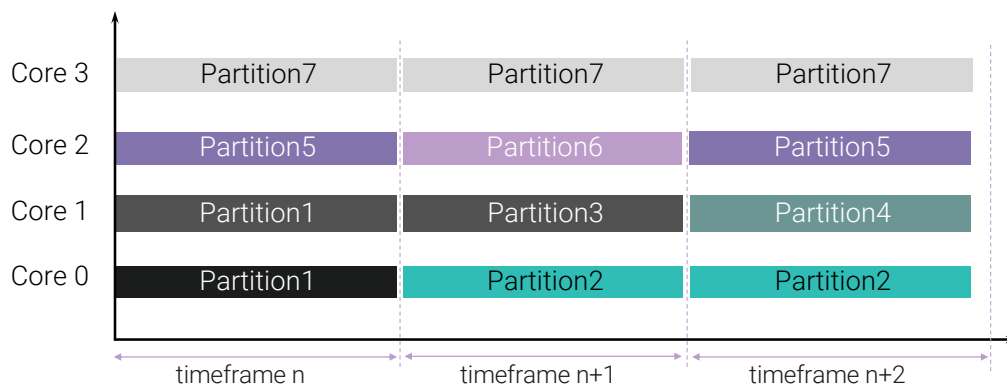 Core 3 Partition7 Partition7 Partition7
Core 2 Partition5 Partition6 Partition5
Core 1 Partition1 Partition3 Partition4
Core 0 Partition1 Partition2 Partition2
timeframe n timeframe n+1 timeframe n+2